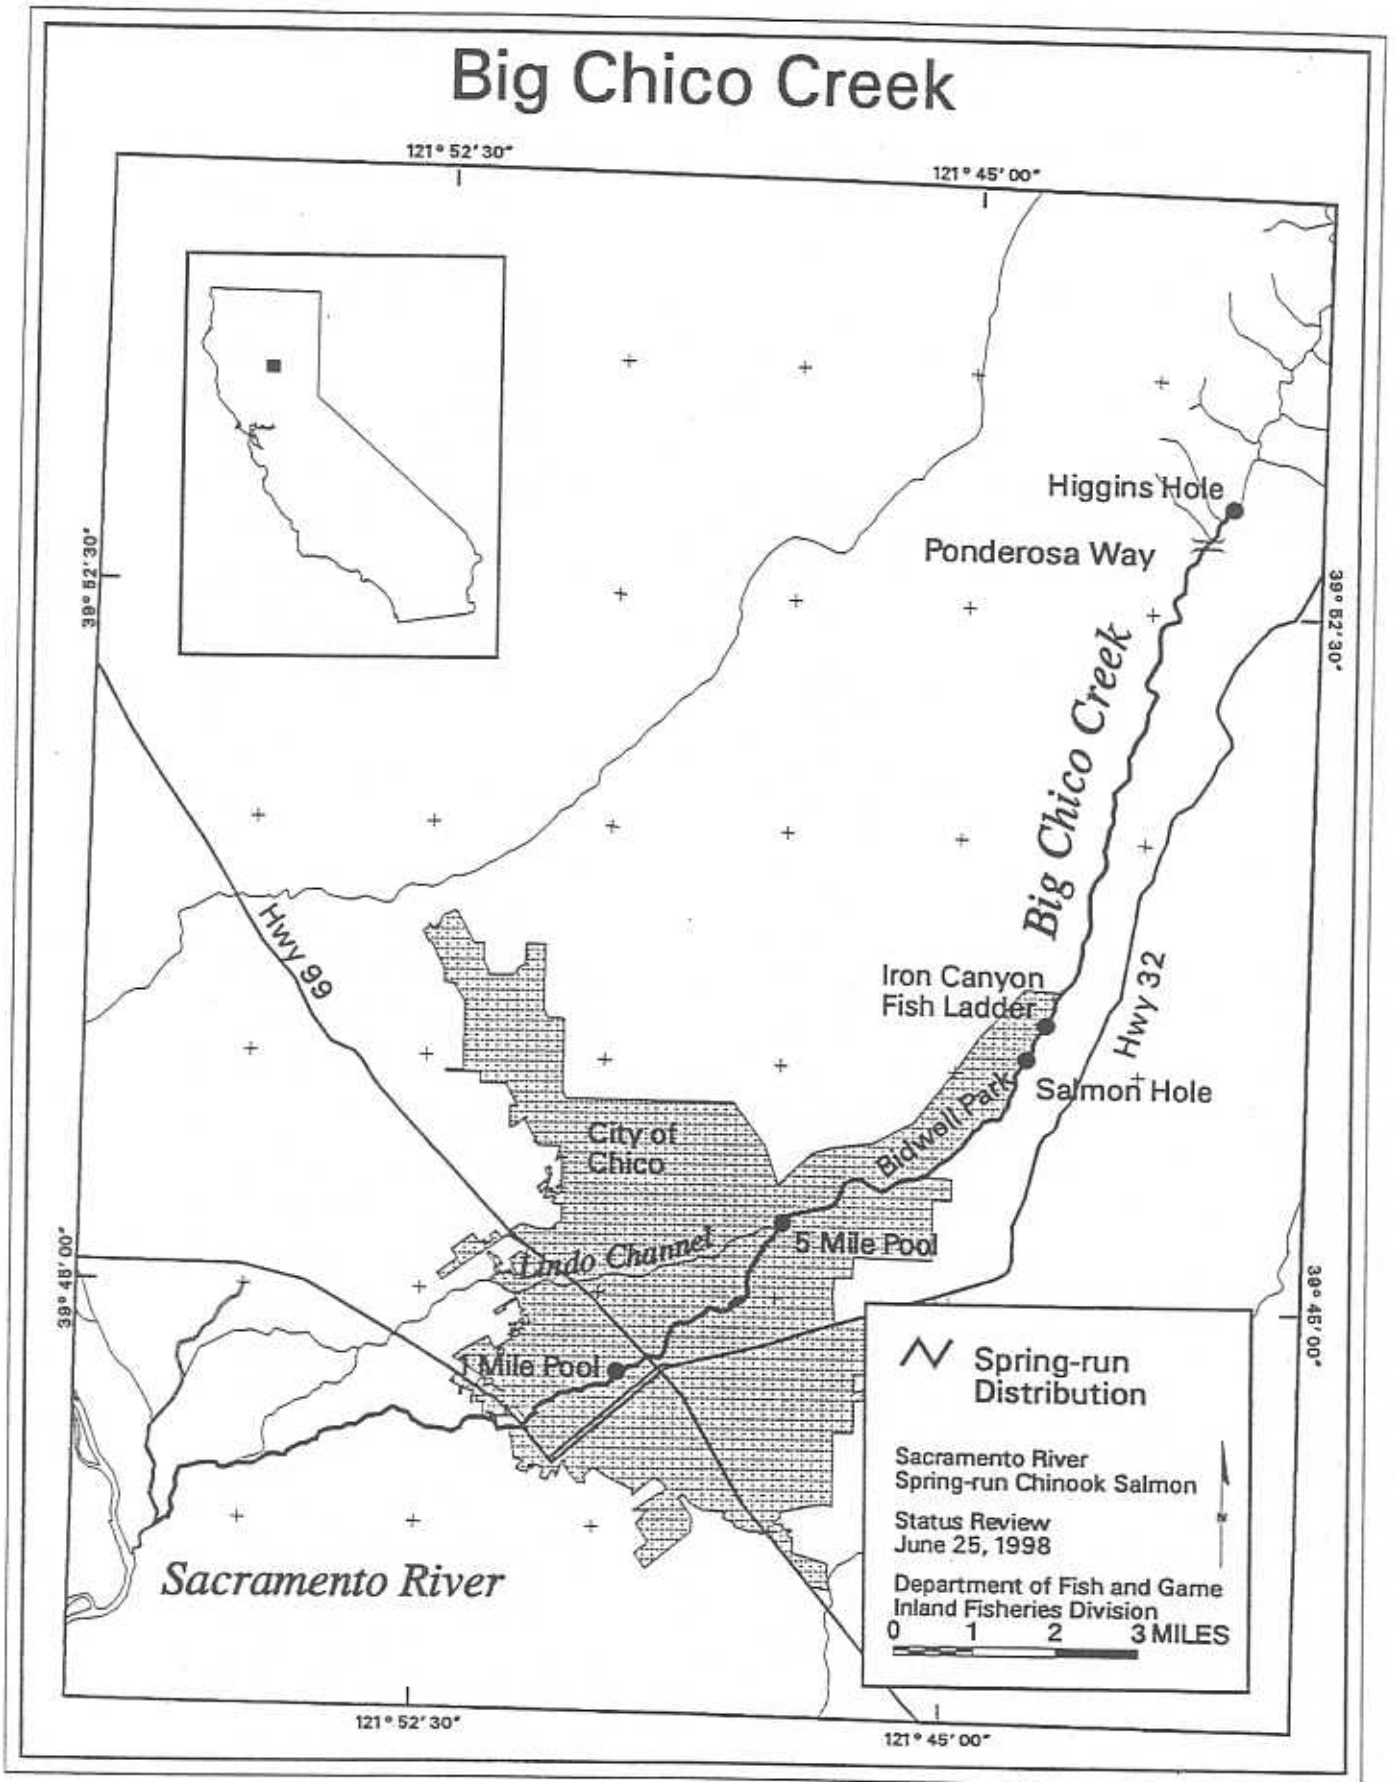 Big Chico Creek
121° 52' 30"
121° 45' 00"
Higgins Hole
Ponderosa Way
39° 52' 30"
39° 52' 30"
Big Chico Creek
Hwy 99
Iron Canyon
Fish Ladder
Hwy 32
Salmon Hole
Bidwell Park
City of
Chico
5 Mile Pool
Lindo Channel
39° 45' 00"
39° 45' 00"
1 Mile Pool
Spring-run
Distribution
Sacramento River
Spring-run Chinook Salmon
Status Review
June 25, 1998
N
Department of Fish and Game
Inland Fisheries Division
0 1 2 3 MILES
Sacramento River
121° 52' 30"
121° 45' 00"